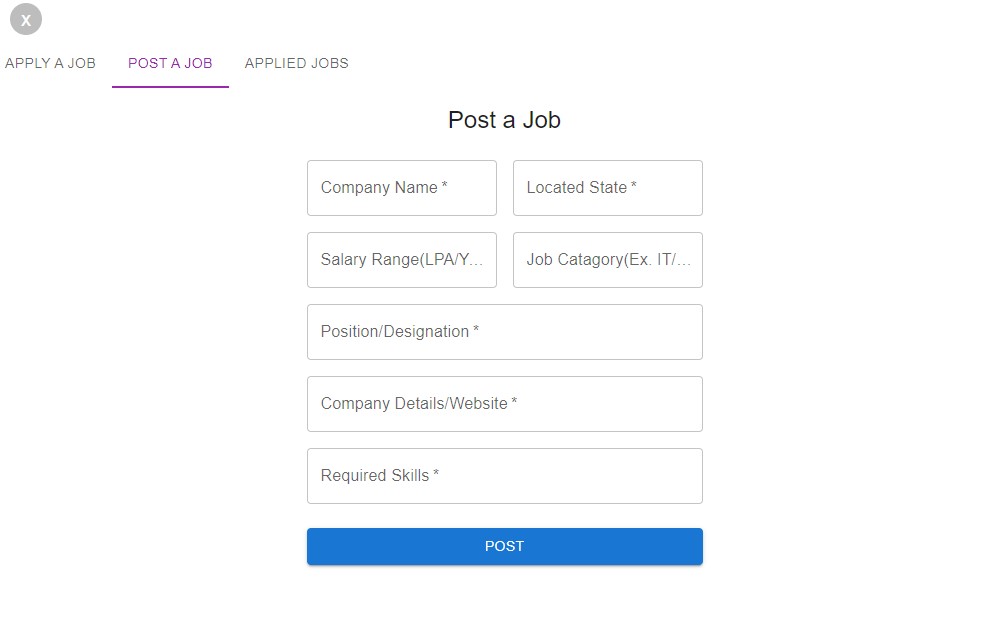 X
APPLY A JOB POST A JOB APPLIED JOBS
Post a Job
Company Name *
Located State *
Salary Range(LPA/Y...
Job Catagory(Ex. IT/...
Position/Designation *
Company Details/Website *
Required Skills *
POST